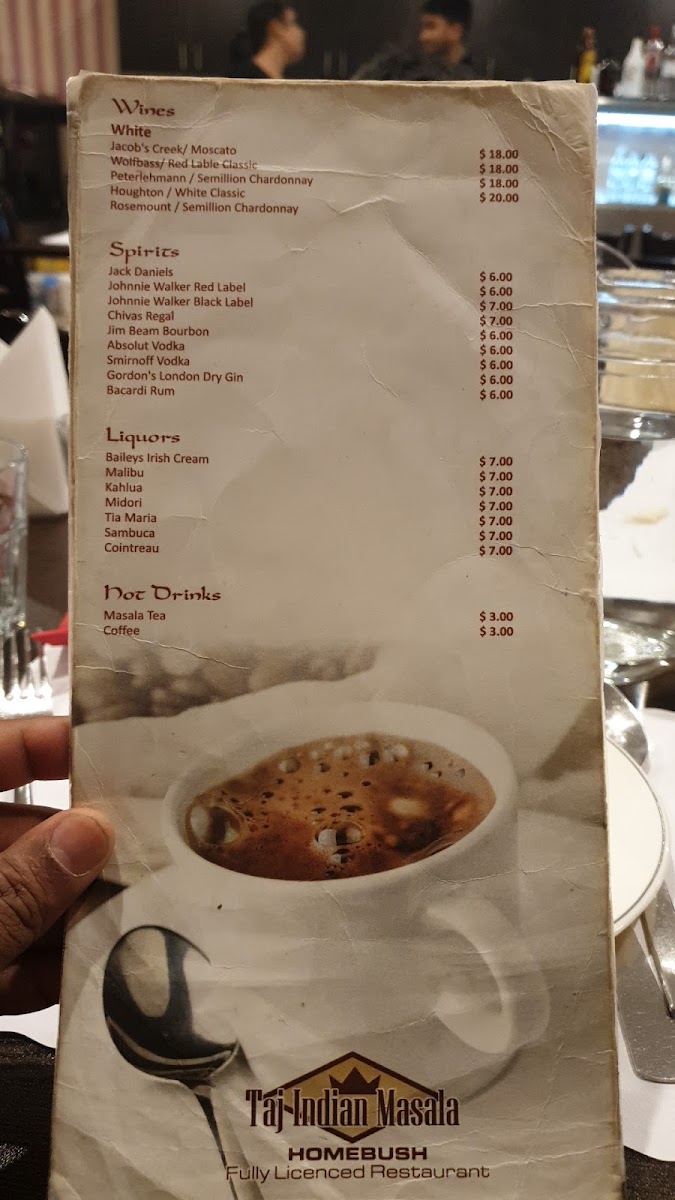 Wines
White
Jacob's Creek/ Moscato $ 18.00
Wolfbass/ Red Lable Classic $ 18.00
Peterlehmann / Semillion Chardonnay $ 18.00
Houghton / White Classic $ 20.00
Rosemount / Semillion Chardonnay
Spirits
Jack Daniels $ 6.00
Johnnie Walker Red Label $ 6.00
Johnnie Walker Black Label $ 7.00
Chivas Regal $ 7.00
Jim Beam Bourbon $ 6.00
Absolut Vodka $ 6.00
Smirnoff Vodka $ 6.00
Gordon's London Dry Gin $ 6.00
Bacardi Rum $ 6.00
Liquors
Baileys Irish Cream $ 7.00
Malibu $ 7.00
Kahlua $ 7.00
Midori $ 7.00
Tia Maria $ 7.00
Sambuca $ 7.00
Cointreau $ 7.00
Hot Drinks
Masala Tea $ 3.00
Coffee $ 3.00
Taj Indian Masala
HOMEBUSH
Fully Licenced Restaurant